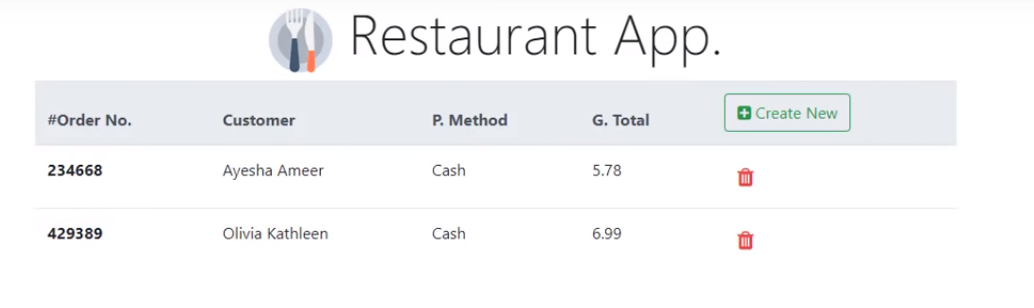 Restaurant App.
#Order No. Customer P. Method G. Total Create New
234668 Ayesha Ameer Cash 5.78
429389 Olivia Kathleen Cash 6.99